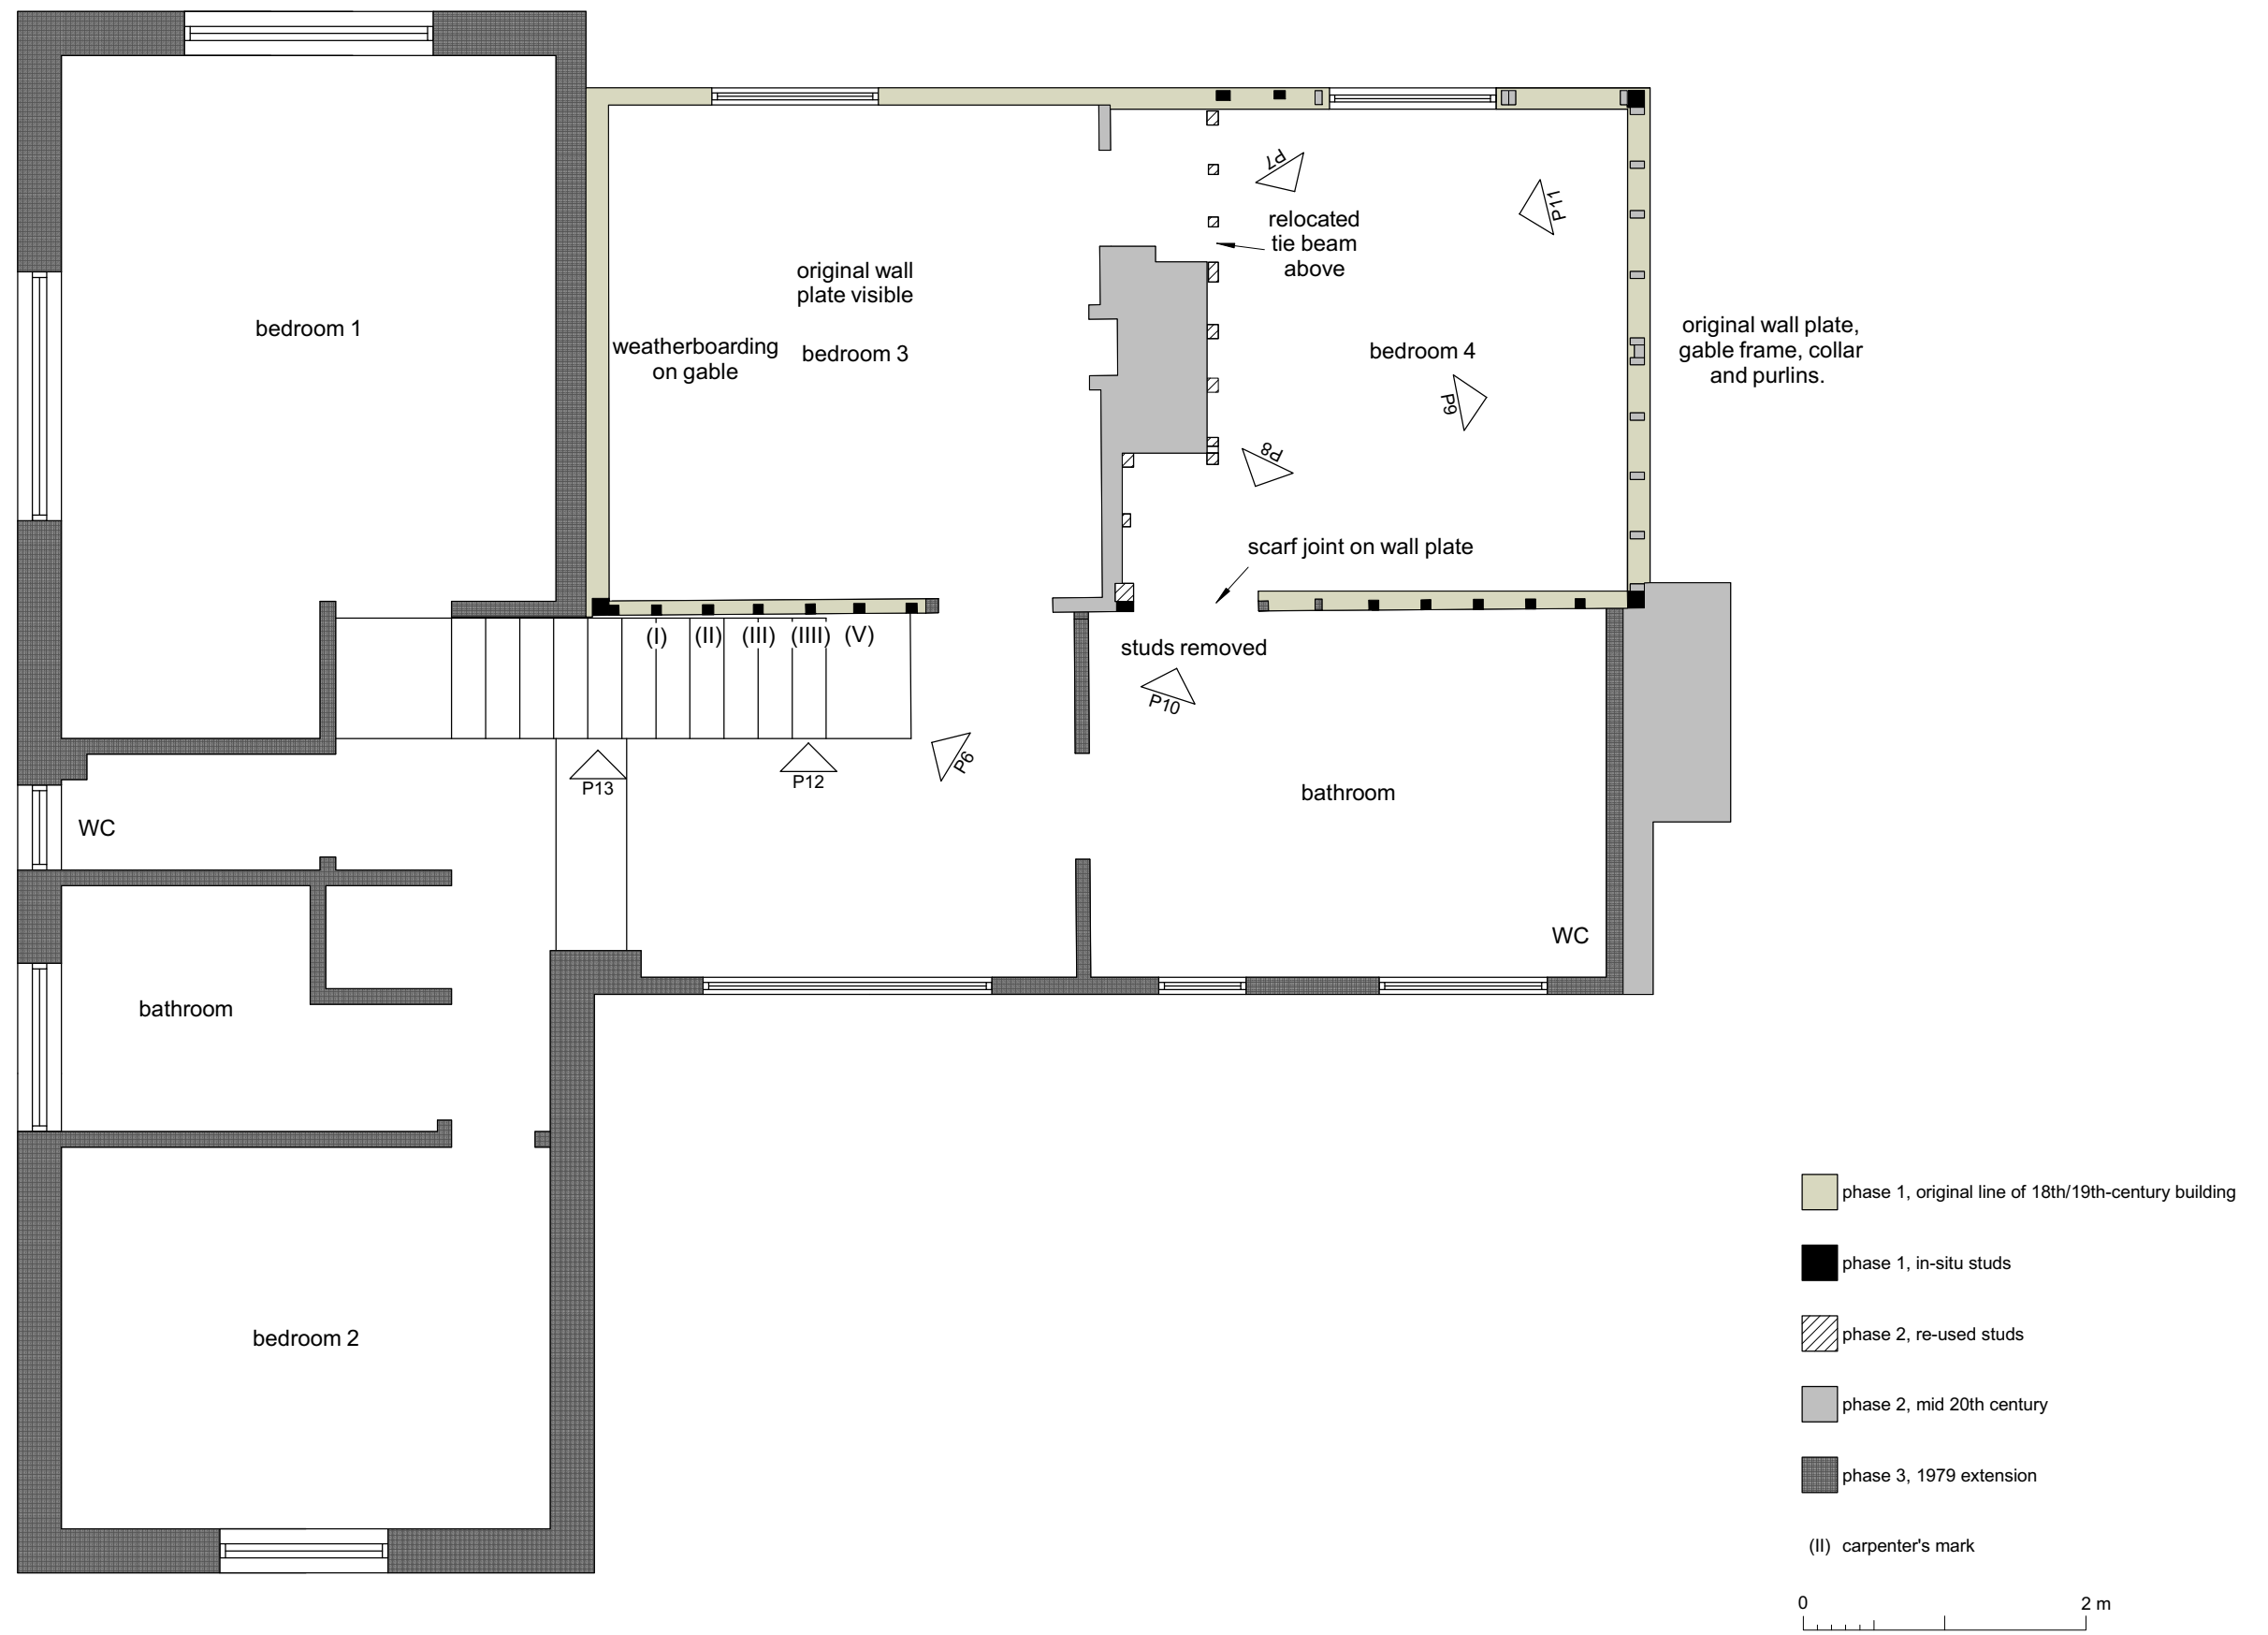 P7
P11
relocated
tie beam
above
original wall
plate visible
bedroom 1
weatherboarding
on gable
bedroom 3
bedroom 4
original wall plate,
gable frame, collar
and purlins.
P9
P8
scarf joint on wall plate
(I) (II) (III) (IIII) (V)
studs removed
P10
P6
P13
P12
bathroom
WC
WC
bathroom
bedroom 2
phase 1, original line of 18th/19th-century building
phase 1, in-situ studs
phase 2, re-used studs
phase 2, mid 20th century
phase 3, 1979 extension
(II) carpenter's mark
0 2 m